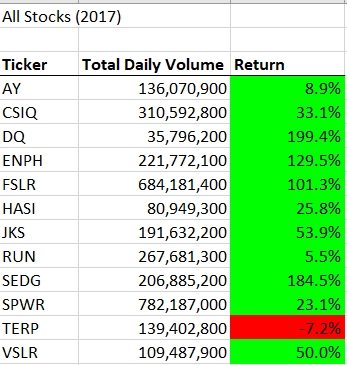 All Stocks (2017)
Ticker Total Daily Volume Return
AY 136,070,900 8.9%
CSIQ 310,592,800 33.1%
DQ 35,796,200 199.4%
ENPH 221,772,100 129.5%
FSLR 684,181,400 101.3%
HASI 80,949,300 25.8%
JKS 191,632,200 53.9%
RUN 267,681,300 5.5%
SEDG 206,885,200 184.5%
SPWR 782,187,000 23.1%
TERP 139,402,800 -7.2%
VSLR 109,487,900 50.0%